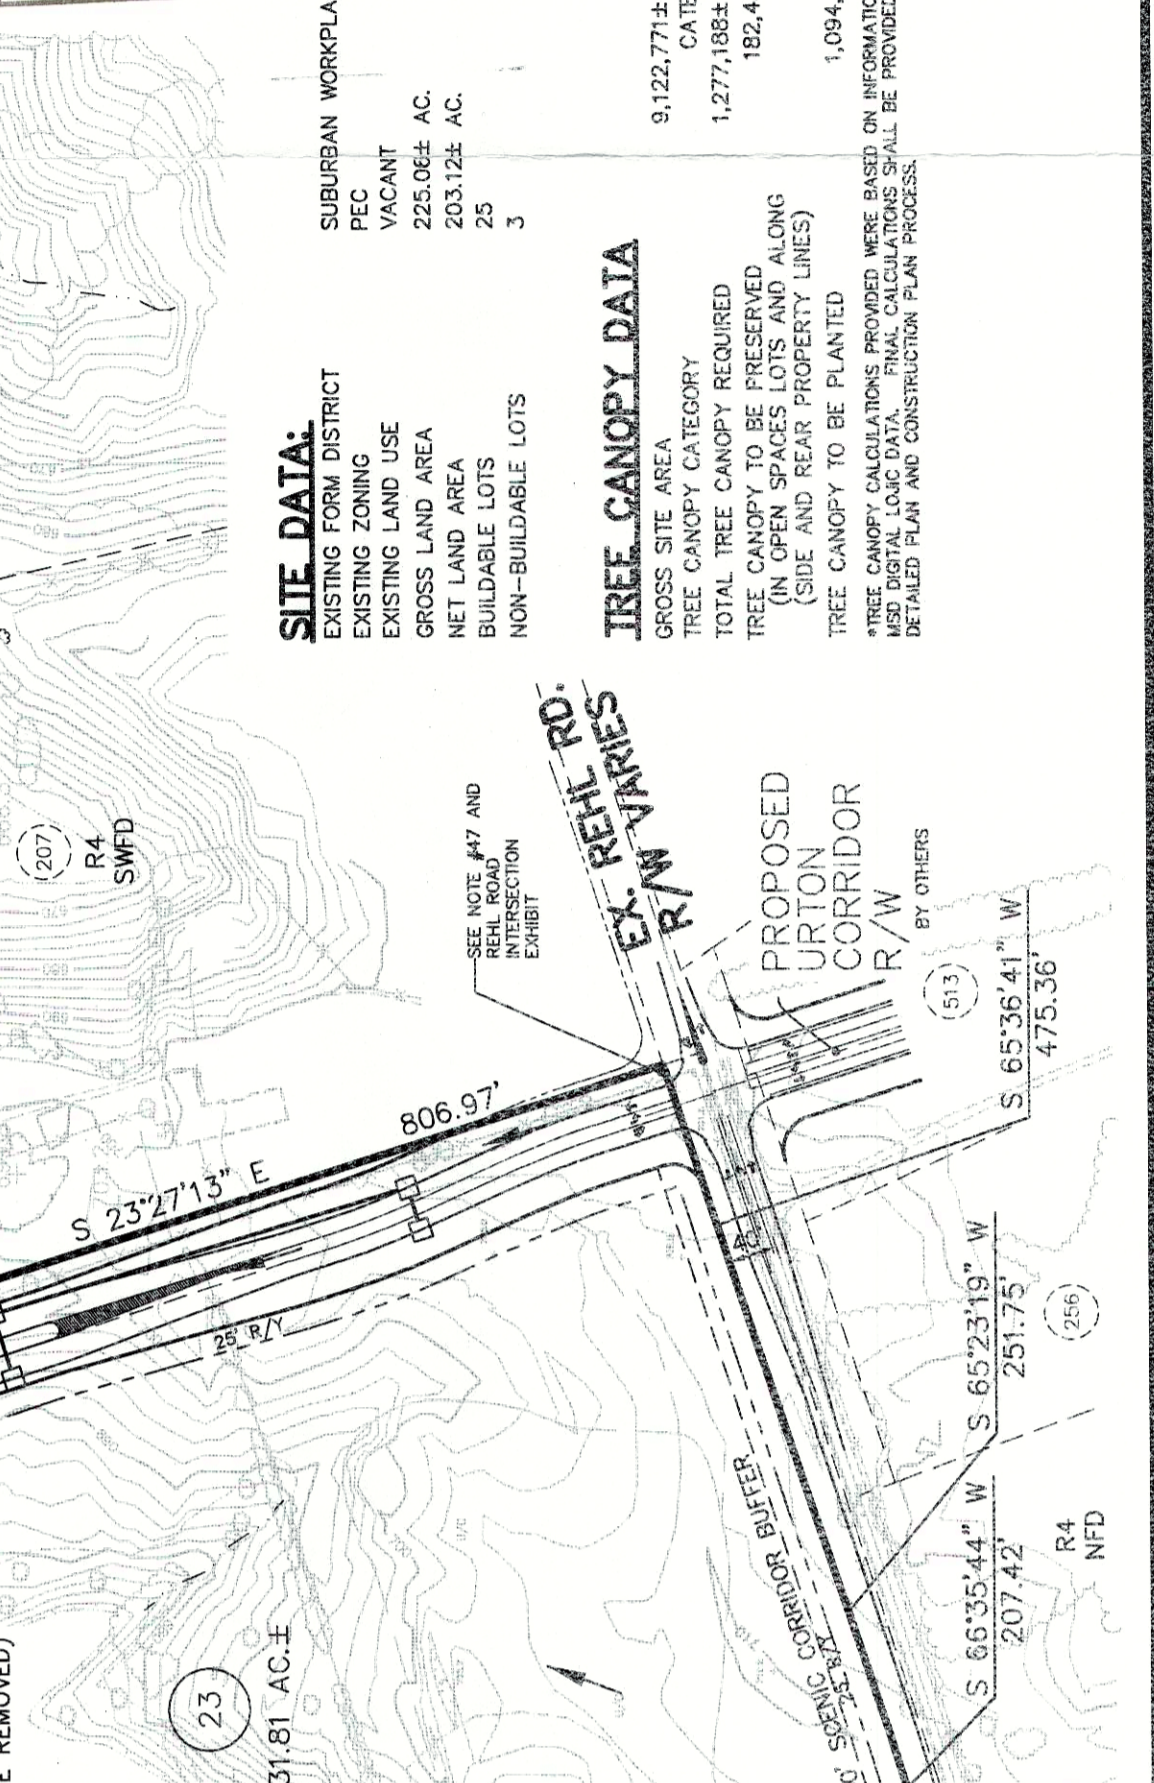 SITE DATA:
EXISTING FORM DISTRICT SUBURBAN WORKPLA
EXISTING ZONING PEC
EXISTING LAND USE VACANT
GROSS LAND AREA 225.06± AC.
NET LAND AREA 203.12± AC.
BUILDABLE LOTS 25
NON-BUILDABLE LOTS 3
TREE CANOPY DATA
GROSS SITE AREA 9,122,771±
TREE CANOPY CATEGORY CATE
TOTAL TREE CANOPY REQUIRED 1,277,188±
TREE CANOPY TO BE PRESERVED 182,4
(IN OPEN SPACES LOTS AND ALONG
(SIDE AND REAR PROPERTY LINES)
TREE CANOPY TO BE PLANTED 1,094,
*TREE CANOPY CALCULATIONS PROVIDED WERE BASED ON INFORMATIO
MSD DIGITAL LOJIC DATA. FINAL CALCULATIONS SHALL BE PROVIDED
DETAILED PLAN AND CONSTRUCTION PLAN PROCESS.
207
R4
SWFD
SEE NOTE #47 AND
REHL ROAD
INTERSECTION
EXHIBIT
EX. REHL RD.
R/W VARIES
PROPOSED
URTON
CORRIDOR
R/W
BY OTHERS
513
S 65°36'41" W
475.36'
S 23°27'13" E
806.97'
25' R/Y
S 65°23'19" W
251.75'
256
S 66°35'44" W
207.42'
R4
NFD
0' SCENIC CORRIDOR BUFFER
25' R/Y
E REMOVED)
23
31.81 AC.±